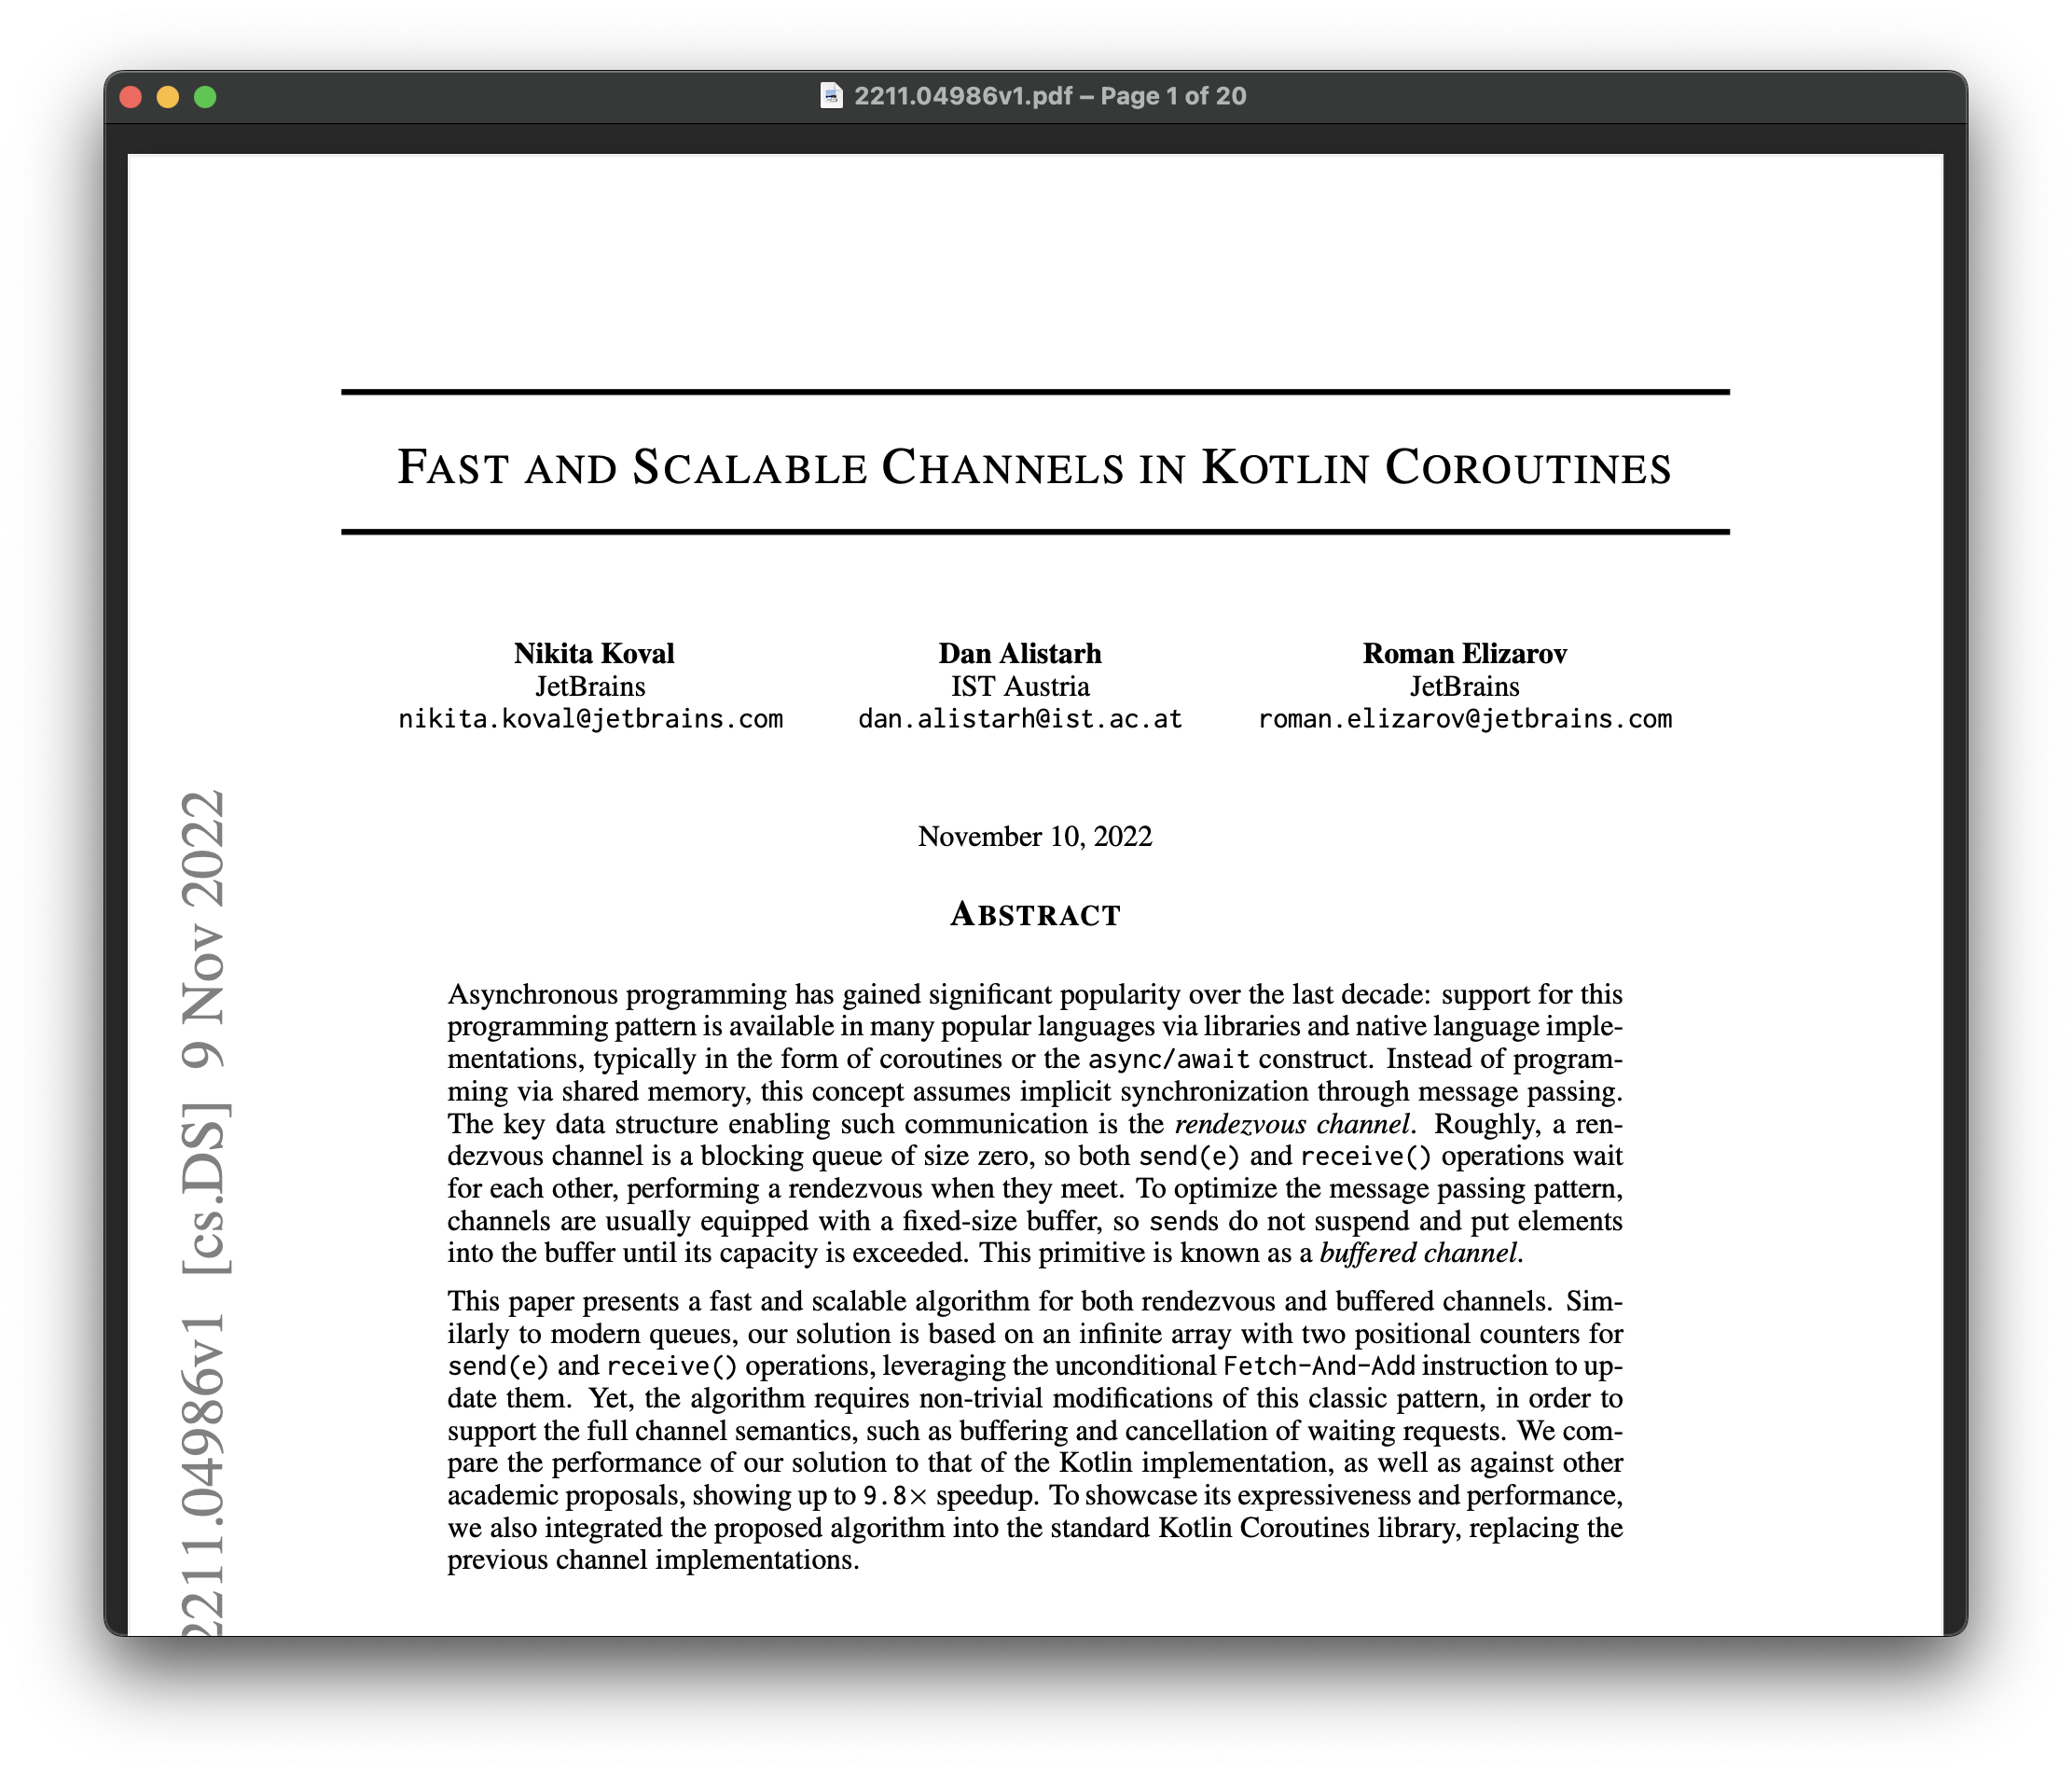 2211.04986v1.pdf – Page 1 of 20
FAST AND SCALABLE CHANNELS IN KOTLIN COROUTINES
Nikita Koval
JetBrains
nikita.koval@jetbrains.com
Dan Alistarh
IST Austria
dan.alistarh@ist.ac.at
Roman Elizarov
JetBrains
roman.elizarov@jetbrains.com
November 10, 2022
ABSTRACT
Asynchronous programming has gained significant popularity over the last decade: support for this
programming pattern is available in many popular languages via libraries and native language imple-
mentations, typically in the form of coroutines or the async/await construct. Instead of program-
ming via shared memory, this concept assumes implicit synchronization through message passing.
The key data structure enabling such communication is the rendezvous channel. Roughly, a ren-
dezvous channel is a blocking queue of size zero, so both send(e) and receive() operations wait
for each other, performing a rendezvous when they meet. To optimize the message passing pattern,
channels are usually equipped with a fixed-size buffer, so sends do not suspend and put elements
into the buffer until its capacity is exceeded. This primitive is known as a buffered channel.
This paper presents a fast and scalable algorithm for both rendezvous and buffered channels. Sim-
ilarly to modern queues, our solution is based on an infinite array with two positional counters for
send(e) and receive() operations, leveraging the unconditional Fetch-And-Add instruction to up-
date them. Yet, the algorithm requires non-trivial modifications of this classic pattern, in order to
support the full channel semantics, such as buffering and cancellation of waiting requests. We com-
pare the performance of our solution to that of the Kotlin implementation, as well as against other
academic proposals, showing up to 9.8× speedup. To showcase its expressiveness and performance,
we also integrated the proposed algorithm into the standard Kotlin Coroutines library, replacing the
previous channel implementations.
2211.04986v1 [cs.DS] 9 Nov 2022